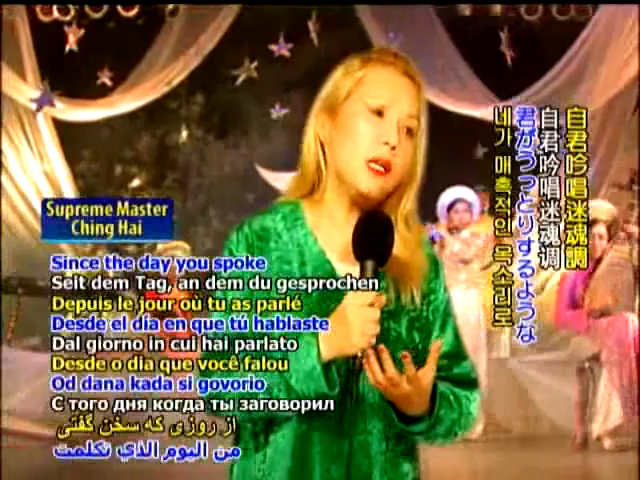 Supreme Master
Ching Hai
Since the day you spoke
Seit dem Tag, an dem du gesprochen
Depuis le jour où tu as parlé
Desde el día en que tú hablaste
Dal giorno in cui hai parlato
Desde o dia que você falou
Od dana kada si govorio
С того дня когда ты заговорил
از روزی که سخن گفتی
من اليوم الذي تكلمت
自君吟唱迷魂調
自君吟唱迷魂调
君がうっとりするような
네가 매혹적인 목소리로